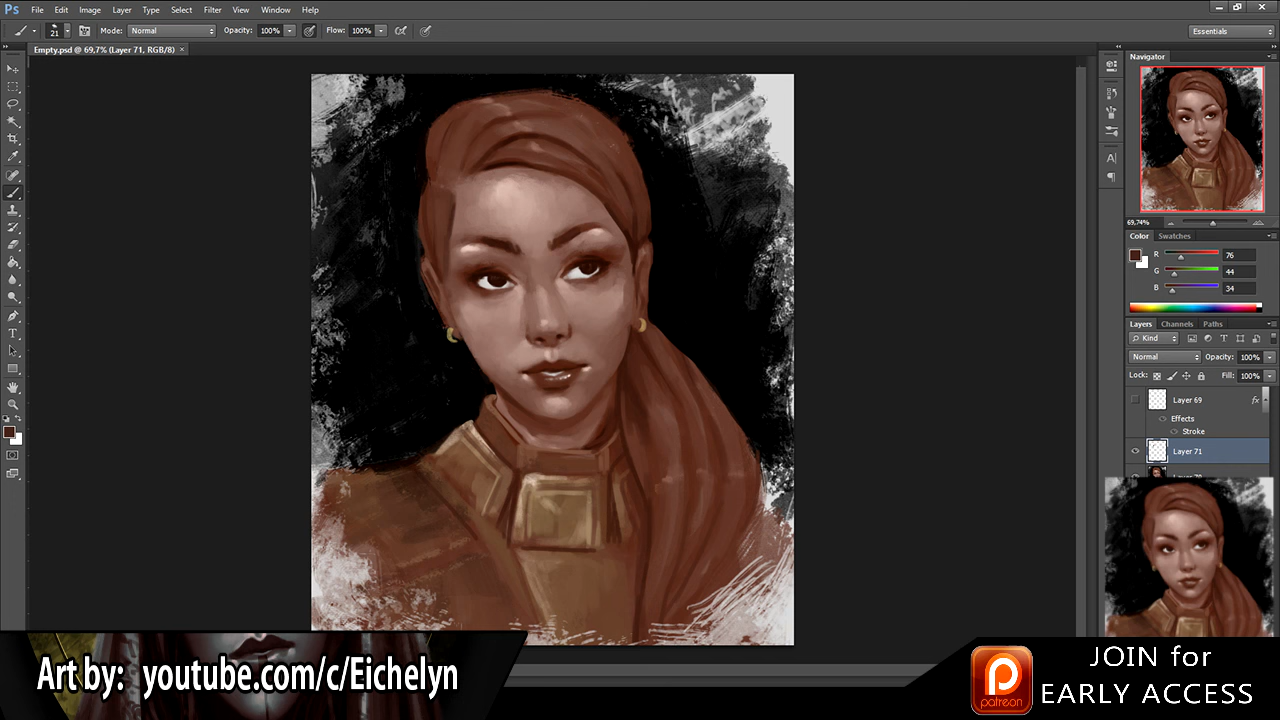 Ps File Edit Image Layer Type Select Filter View Window Help
21 Mode: Normal Opacity: 100% Flow: 100% Essentials
Empty.psd @ 69,7% (Layer 71, RGB/8) ×
Navigator
69,74%
Color Swatches
R 76
G 44
B 34
Layers Channels Paths
Kind
Normal Opacity: 100%
Lock: Fill: 100%
Layer 69 fx
Effects
Stroke
Layer 71
Art by: youtube.com/c/Eichelyn
JOIN for
EARLY ACCESS
patreon